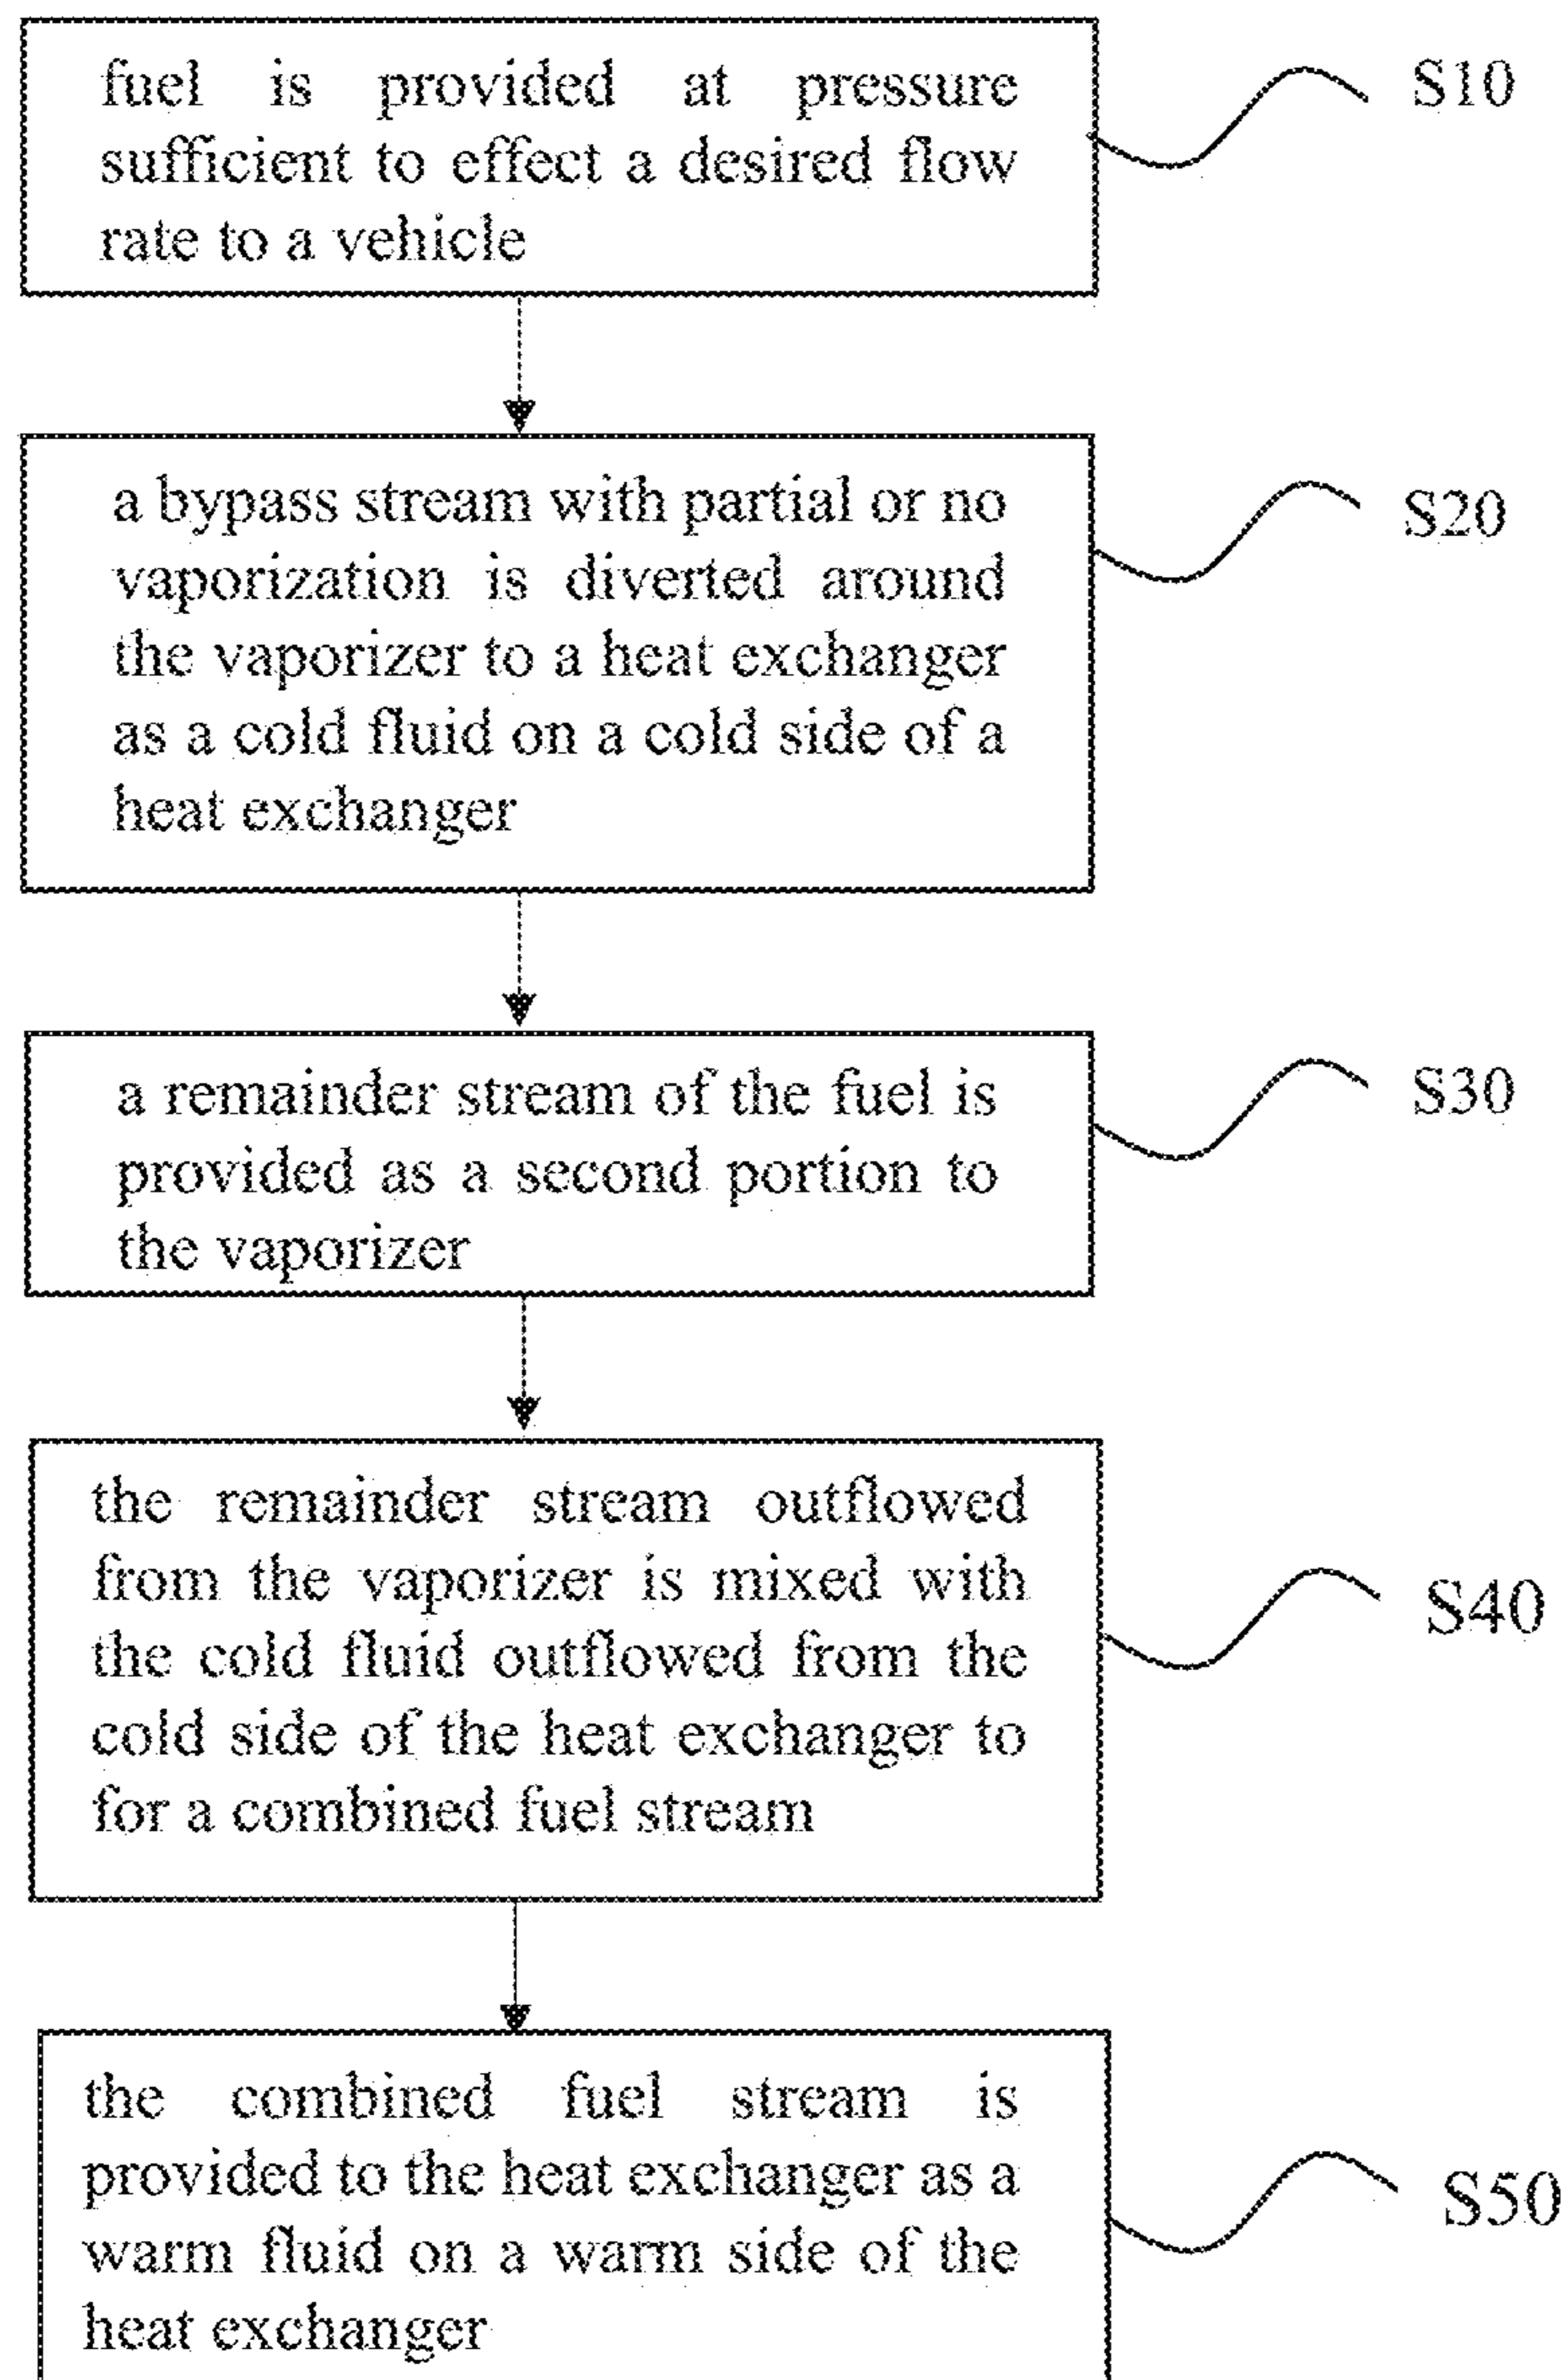 fuel is provided at pressure
sufficient to effect a desired flow
rate to a vehicle
S10
a bypass stream with partial or no
vaporization is diverted around
the vaporizer to a heat exchanger
as a cold fluid on a cold side of a
heat exchanger
S20
a remainder stream of the fuel is
provided as a second portion to
the vaporizer
S30
the remainder stream outflowed
from the vaporizer is mixed with
the cold fluid outflowed from the
cold side of the heat exchanger to
for a combined fuel stream
S40
the combined fuel stream is
provided to the heat exchanger as a
warm fluid on a warm side of the
heat exchanger
S50